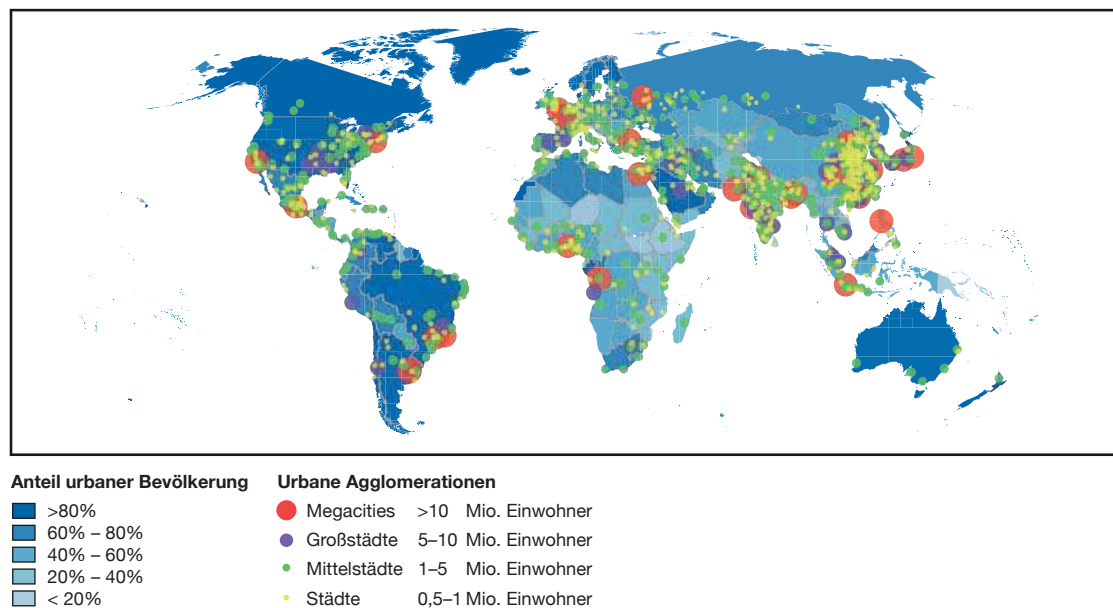 Anteil urbaner Bevölkerung
>80%
60% – 80%
40% – 60%
20% – 40%
< 20%
Urbane Agglomerationen
Megacities >10 Mio. Einwohner
Großstädte 5–10 Mio. Einwohner
Mittelstädte 1–5 Mio. Einwohner
Städte 0,5–1 Mio. Einwohner